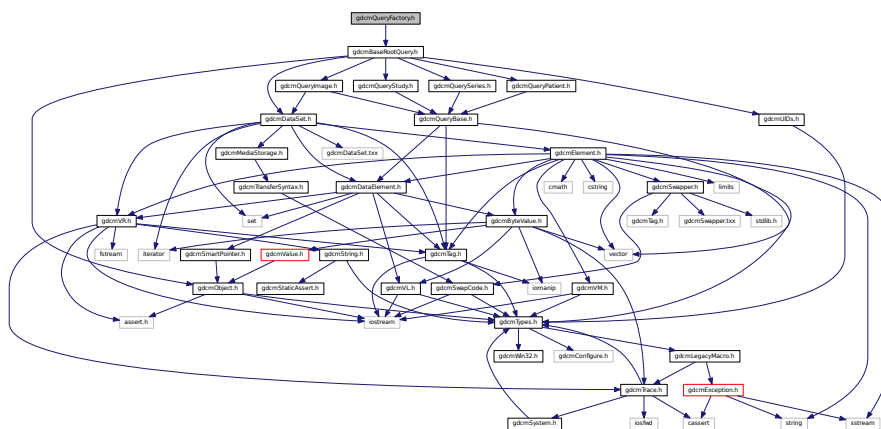 gdcmQueryFactory.h
gdcmBaseRootQuery.h
gdcmQueryImage.h
gdcmQueryStudy.h
gdcmQuerySeries.h
gdcmQueryPatient.h
gdcmDataSet.h
gdcmQueryBase.h
gdcmUIDs.h
gdcmMediaStorage.h
gdcmDataSet.txx
gdcmElement.h
gdcmTransferSyntax.h
gdcmDataElement.h
cmath
cstring
gdcmSwapper.h
limits
gdcmVR.h
set
gdcmByteValue.h
gdcmTag.h
gdcmSwapper.txx
stdlib.h
fstream
iterator
gdcmSmartPointer.h
gdcmValue.h
gdcmString.h
gdcmTag.h
vector
gdcmObject.h
gdcmStaticAssert.h
gdcmVL.h
gdcmSwapCode.h
iomanip
gdcmVM.h
assert.h
iostream
gdcmTypes.h
gdcmWin32.h
gdcmConfigure.h
gdcmLegacyMacro.h
gdcmTrace.h
gdcmException.h
gdcmSystem.h
iosfwd
cassert
string
sstream